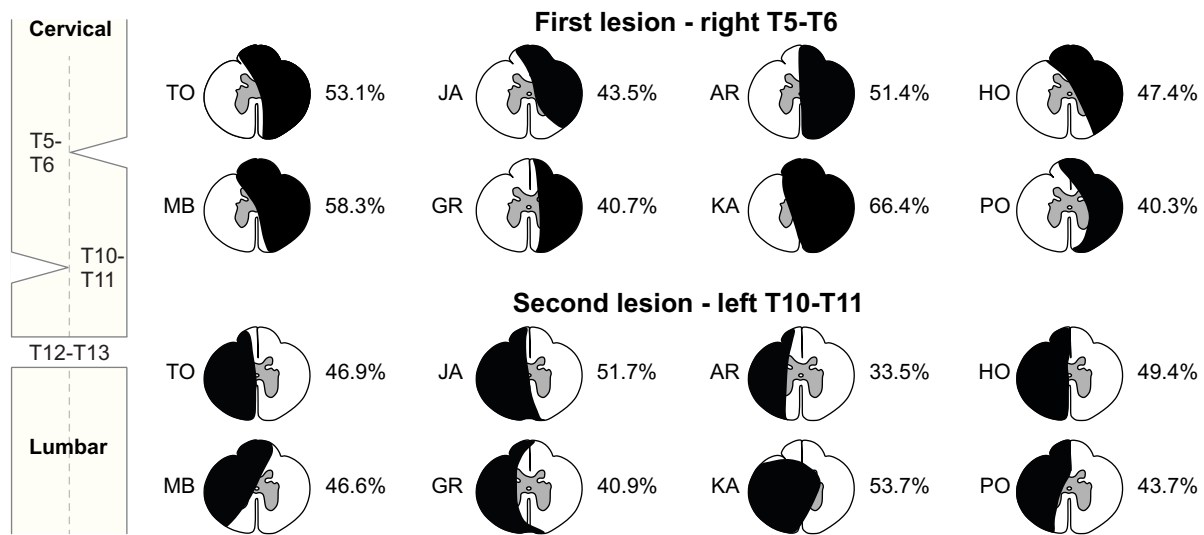 Cervical
T5-
T6
T10-
T11
T12-T13
Lumbar
First lesion - right T5-T6
TO 53.1% JA 43.5% AR 51.4% HO 47.4%
MB 58.3% GR 40.7% KA 66.4% PO 40.3%
Second lesion - left T10-T11
TO 46.9% JA 51.7% AR 33.5% HO 49.4%
MB 46.6% GR 40.9% KA 53.7% PO 43.7%